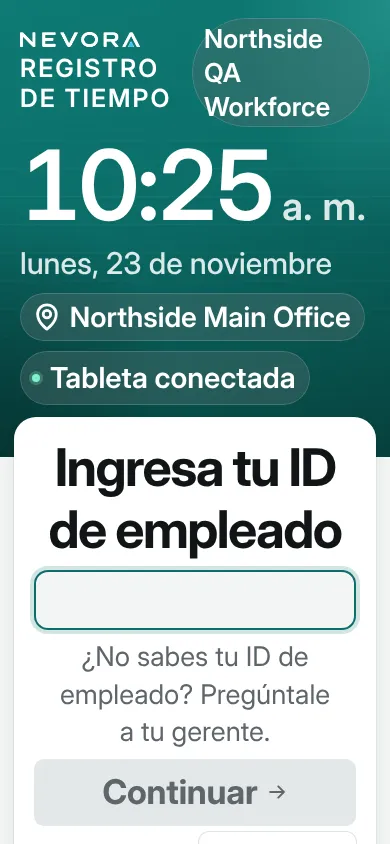 NEVORA
REGISTRO
DE TIEMPO
Northside
QA
Workforce
10:25 a. m.
lunes, 23 de noviembre
Northside Main Office
Tableta conectada
Ingresa tu ID
de empleado
¿No sabes tu ID de
empleado? Pregúntale
a tu gerente.
Continuar →